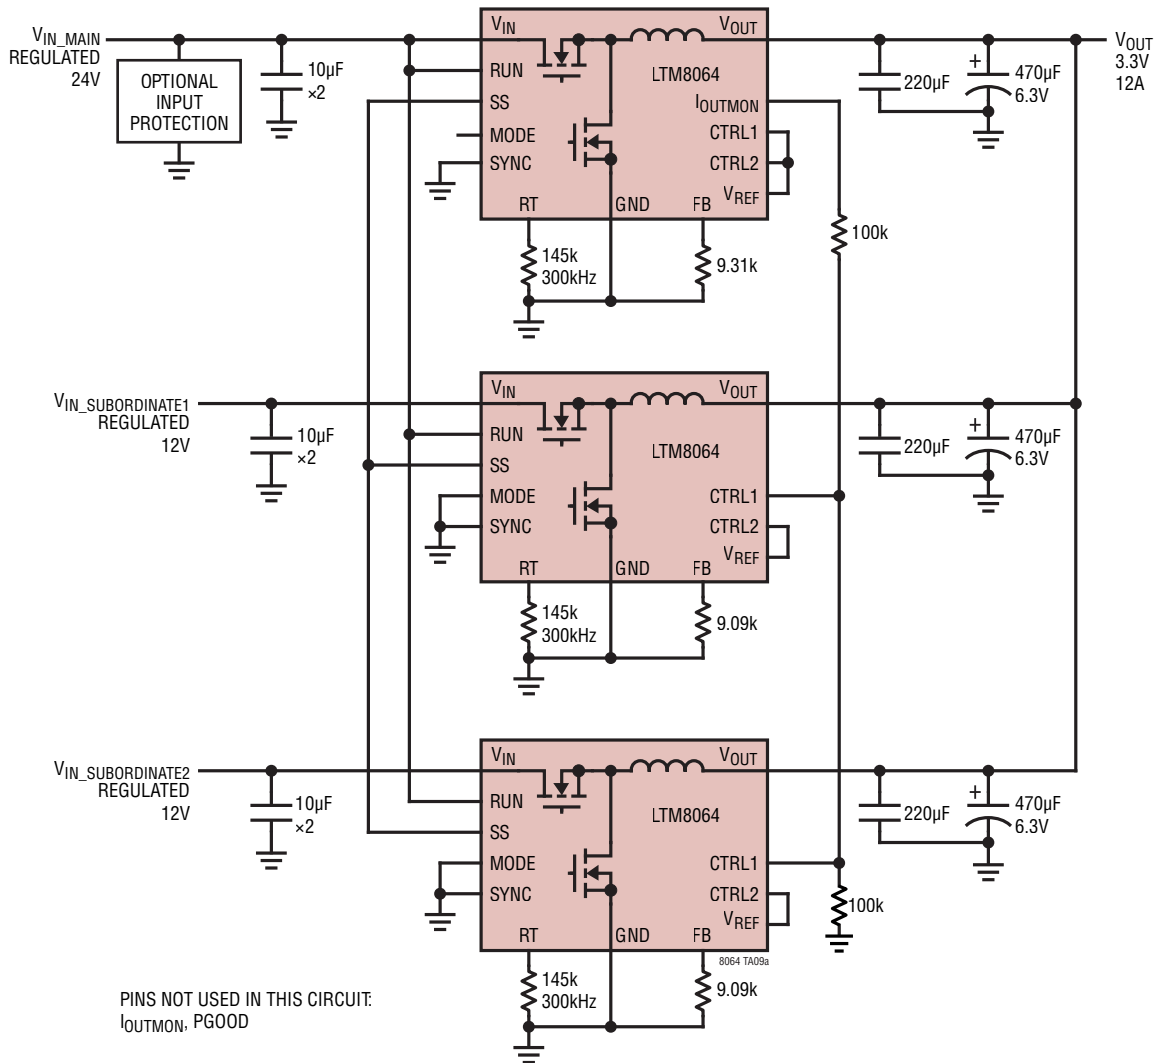 VIN_MAIN
REGULATED
24V
OPTIONAL
INPUT
PROTECTION
10µF
×2
VIN
RUN
SS
MODE
SYNC
RT
GND
FB
LTM8064
VOUT
IOUTMON
CTRL1
CTRL2
VREF
145k
300kHz
9.31k
100k
220µF
+
470µF
6.3V
VOUT
3.3V
12A
VIN_SUBORDINATE1
REGULATED
12V
10µF
×2
VIN
RUN
SS
MODE
SYNC
RT
GND
FB
LTM8064
VOUT
CTRL1
CTRL2
VREF
145k
300kHz
9.09k
220µF
+
470µF
6.3V
VIN_SUBORDINATE2
REGULATED
12V
10µF
×2
VIN
RUN
SS
MODE
SYNC
RT
GND
FB
LTM8064
VOUT
CTRL1
CTRL2
VREF
8064 TA09a
145k
300kHz
9.09k
100k
220µF
+
470µF
6.3V
PINS NOT USED IN THIS CIRCUIT:
IOUTMON, PGOOD